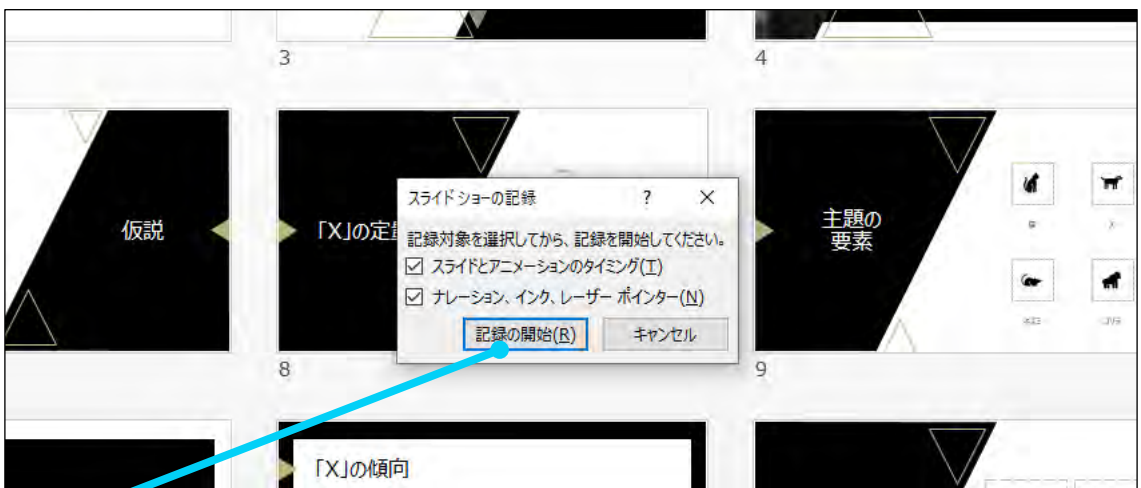 3
4
仮説
「X」の定
主題の
要素
スライド ショーの記録 ? ×
記録対象を選択してから、記録を開始してください。
スライドとアニメーションのタイミング(T)
ナレーション、インク、レーザー ポインター(N)
記録の開始(R) キャンセル
8
9
「X」の傾向